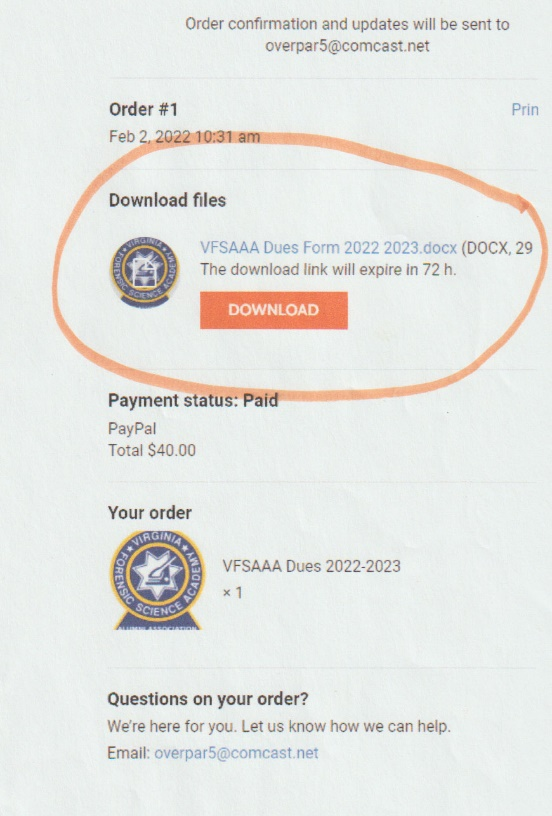 Order confirmation and updates will be sent to
overpar5@comcast.net
Order #1
Prin
Feb 2, 2022 10:31 am
Download files
VIRGINIA
FORENSIC SCIENCE ACADEMY
VFSAAA Dues Form 2022 2023.docx (DOCX, 29
The download link will expire in 72 h.
DOWNLOAD
Payment status: Paid
PayPal
Total $40.00
Your order
VIRGINIA
FORENSIC SCIENCE ACADEMY
ALUMNI ASSOCIATION
VFSAAA Dues 2022-2023
× 1
Questions on your order?
We're here for you. Let us know how we can help.
Email: overpar5@comcast.net